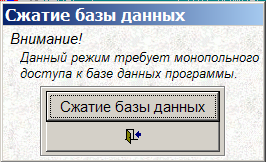 Сжатие базы данных
Внимание!
Данный режим требует монопольного
доступа к базе данных программы.
Сжатие базы данных